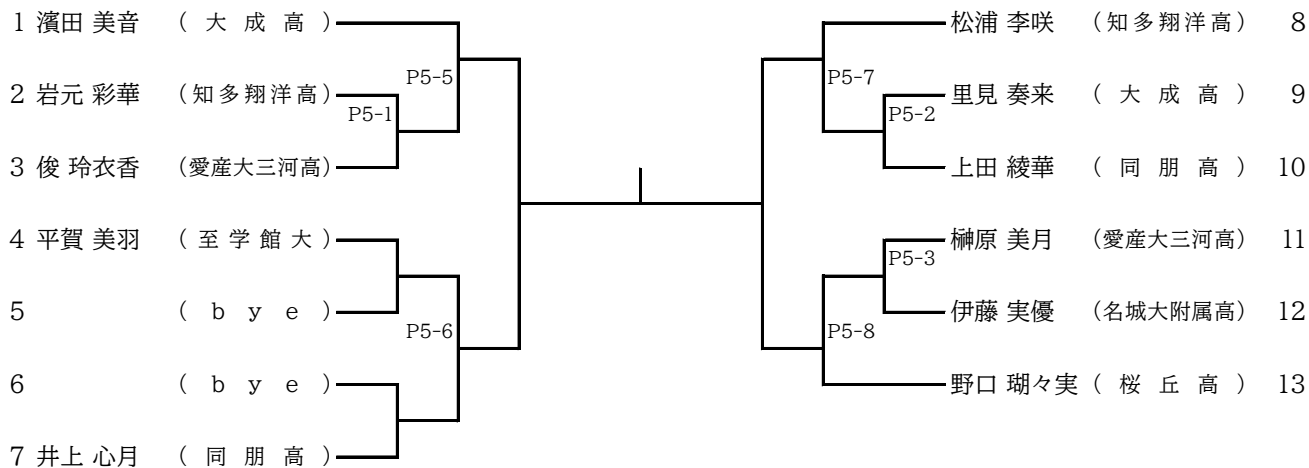 1 濱田 美音 (大成高)
P5-5
2 岩元 彩華 (知多翔洋高)
P5-1
3 俊 玲衣香 (愛産大三河高)
4 平賀 美羽 (至学館大)
5 (bye)
P5-6
6 (bye)
7 井上 心月 (同朋高)
松浦 李咲 (知多翔洋高) 8
P5-7
里見 奏来 (大成高) 9
P5-2
上田 綾華 (同朋高) 10
榊原 美月 (愛産大三河高) 11
P5-3
伊藤 実優 (名城大附属高) 12
P5-8
野口 瑚々実 (桜丘高) 13